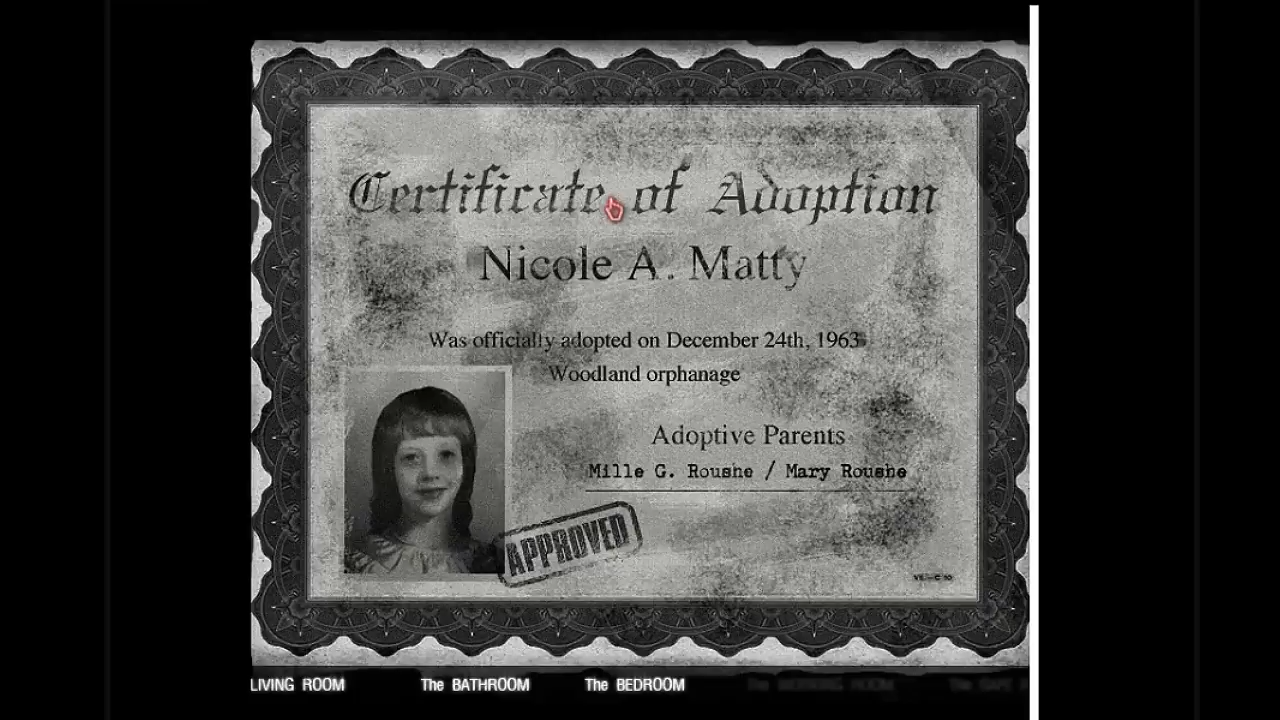 Certificate of Adoption
Nicole A. Matty
Was officially adopted on December 24th, 1963
Woodland orphanage
Adoptive Parents
Mille G. Roushe / Mary Roushe
APPROVED
LIVING ROOM The BATHROOM The BEDROOM